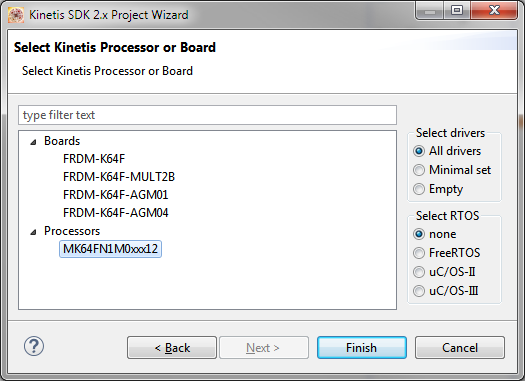 Kinetis SDK 2.x Project Wizard
Select Kinetis Processor or Board
Select Kinetis Processor or Board
type filter text
Boards
FRDM-K64F
FRDM-K64F-MULT2B
FRDM-K64F-AGM01
FRDM-K64F-AGM04
Processors
MK64FN1M0xxx12
Select drivers
All drivers
Minimal set
Empty
Select RTOS
none
FreeRTOS
uC/OS-II
uC/OS-III
?
< Back
Next >
Finish
Cancel